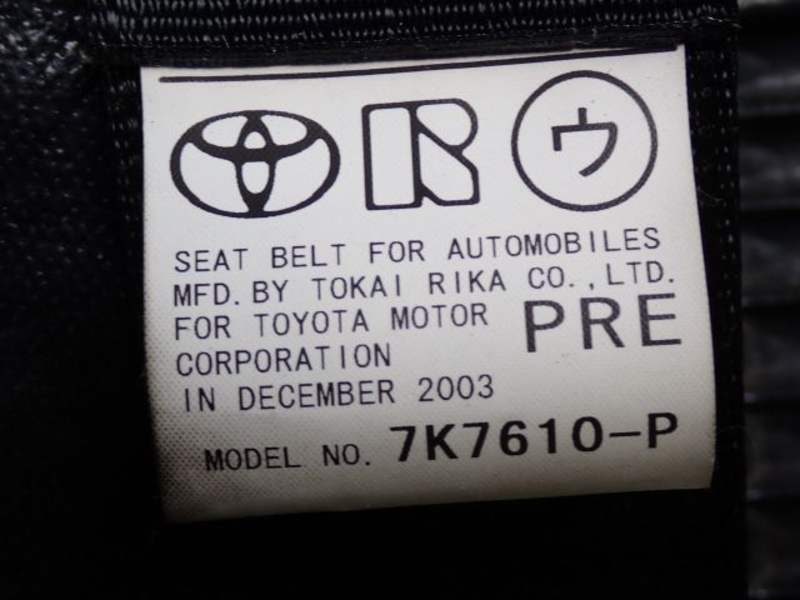 ウ
SEAT BELT FOR AUTOMOBILES
MFD. BY TOKAI RIKA CO.,LTD.
FOR TOYOTA MOTOR
CORPORATION
PRE
IN DECEMBER 2003
MODEL NO. 7K7610-P